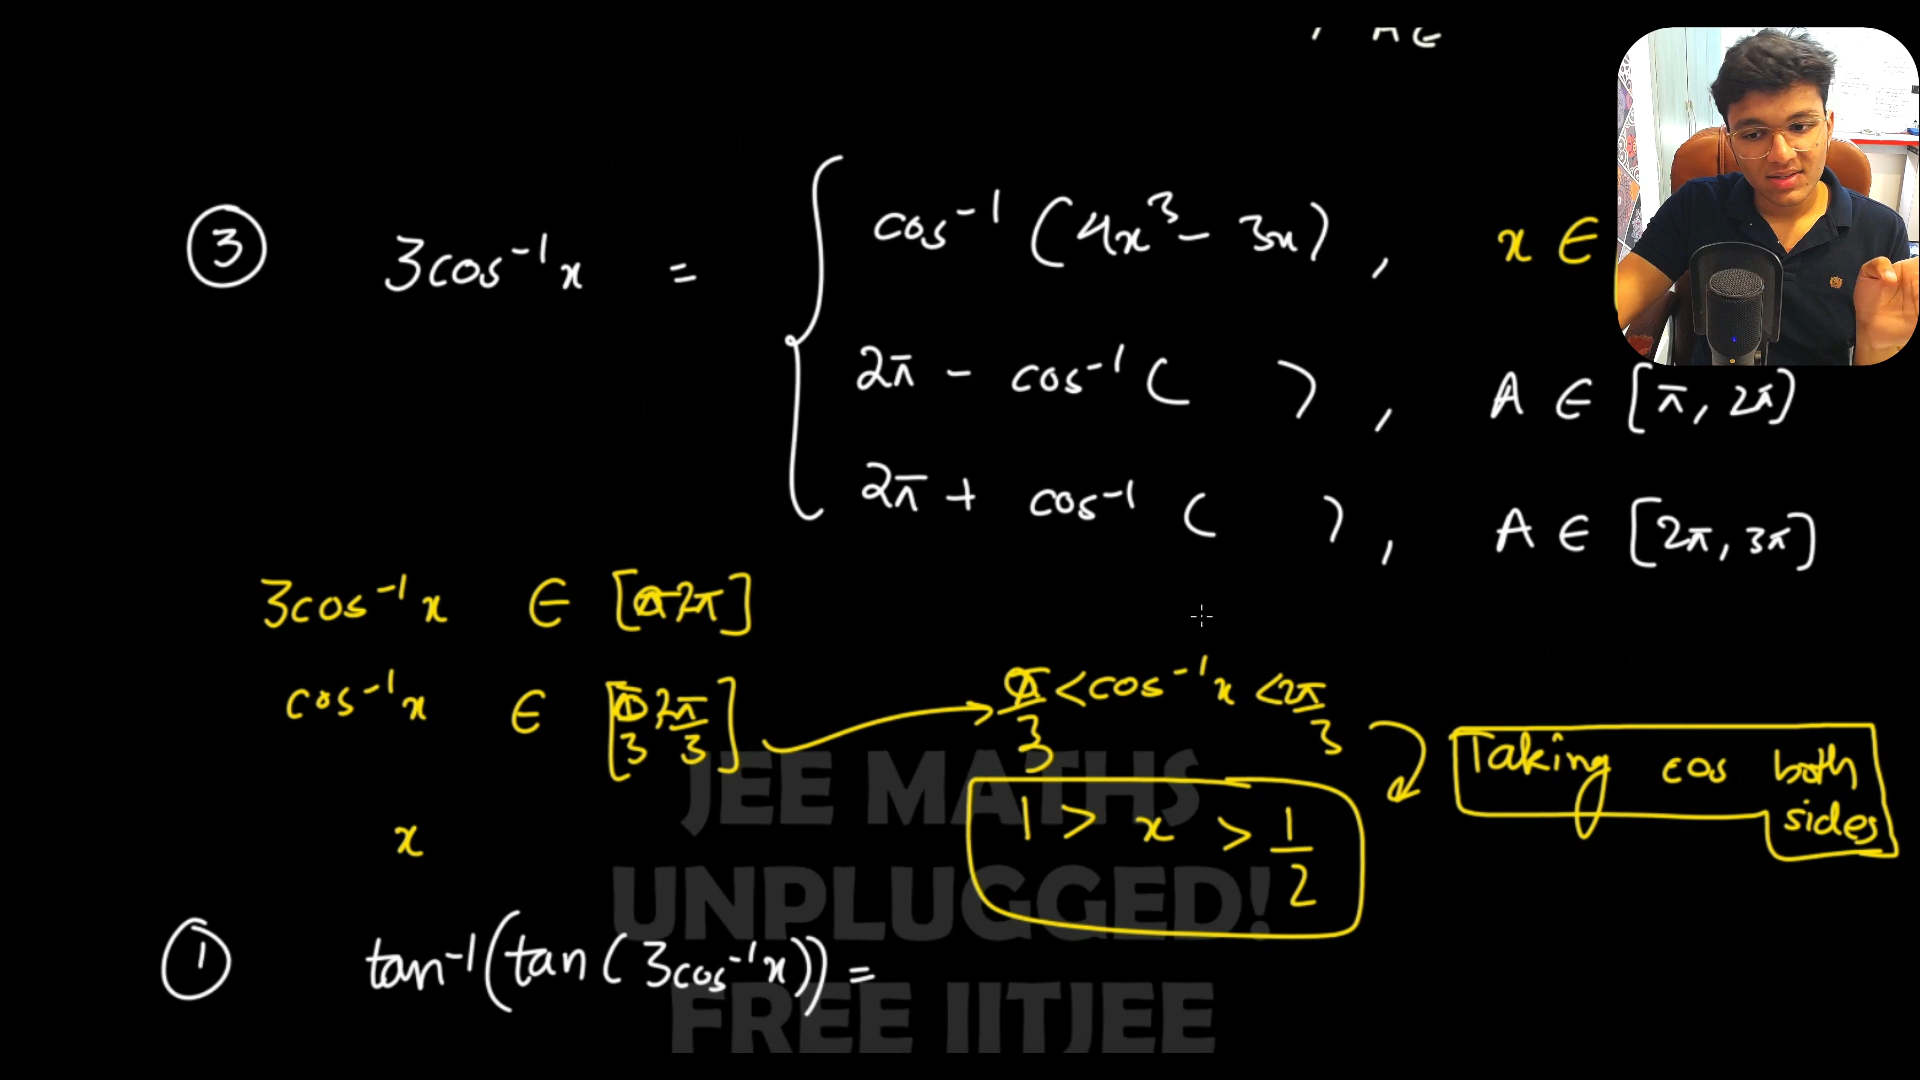 , A ∈
③ 3cos⁻¹x = { cos⁻¹(4x³ - 3x), x ∈
2π - cos⁻¹( ), A ∈ [π, 2π]
2π + cos⁻¹( ), A ∈ [2π, 3π]
3cos⁻¹x ∈ [ 2π]
cos⁻¹x ∈ [π/3 2π/3]
π/3 < cos⁻¹x < 2π/3
Taking cos both
sides
x
1 > x > 1/2
① tan⁻¹(tan(3cos⁻¹x)) =
JEE MATHS
UNPLUGGED!
FREE IITJEE